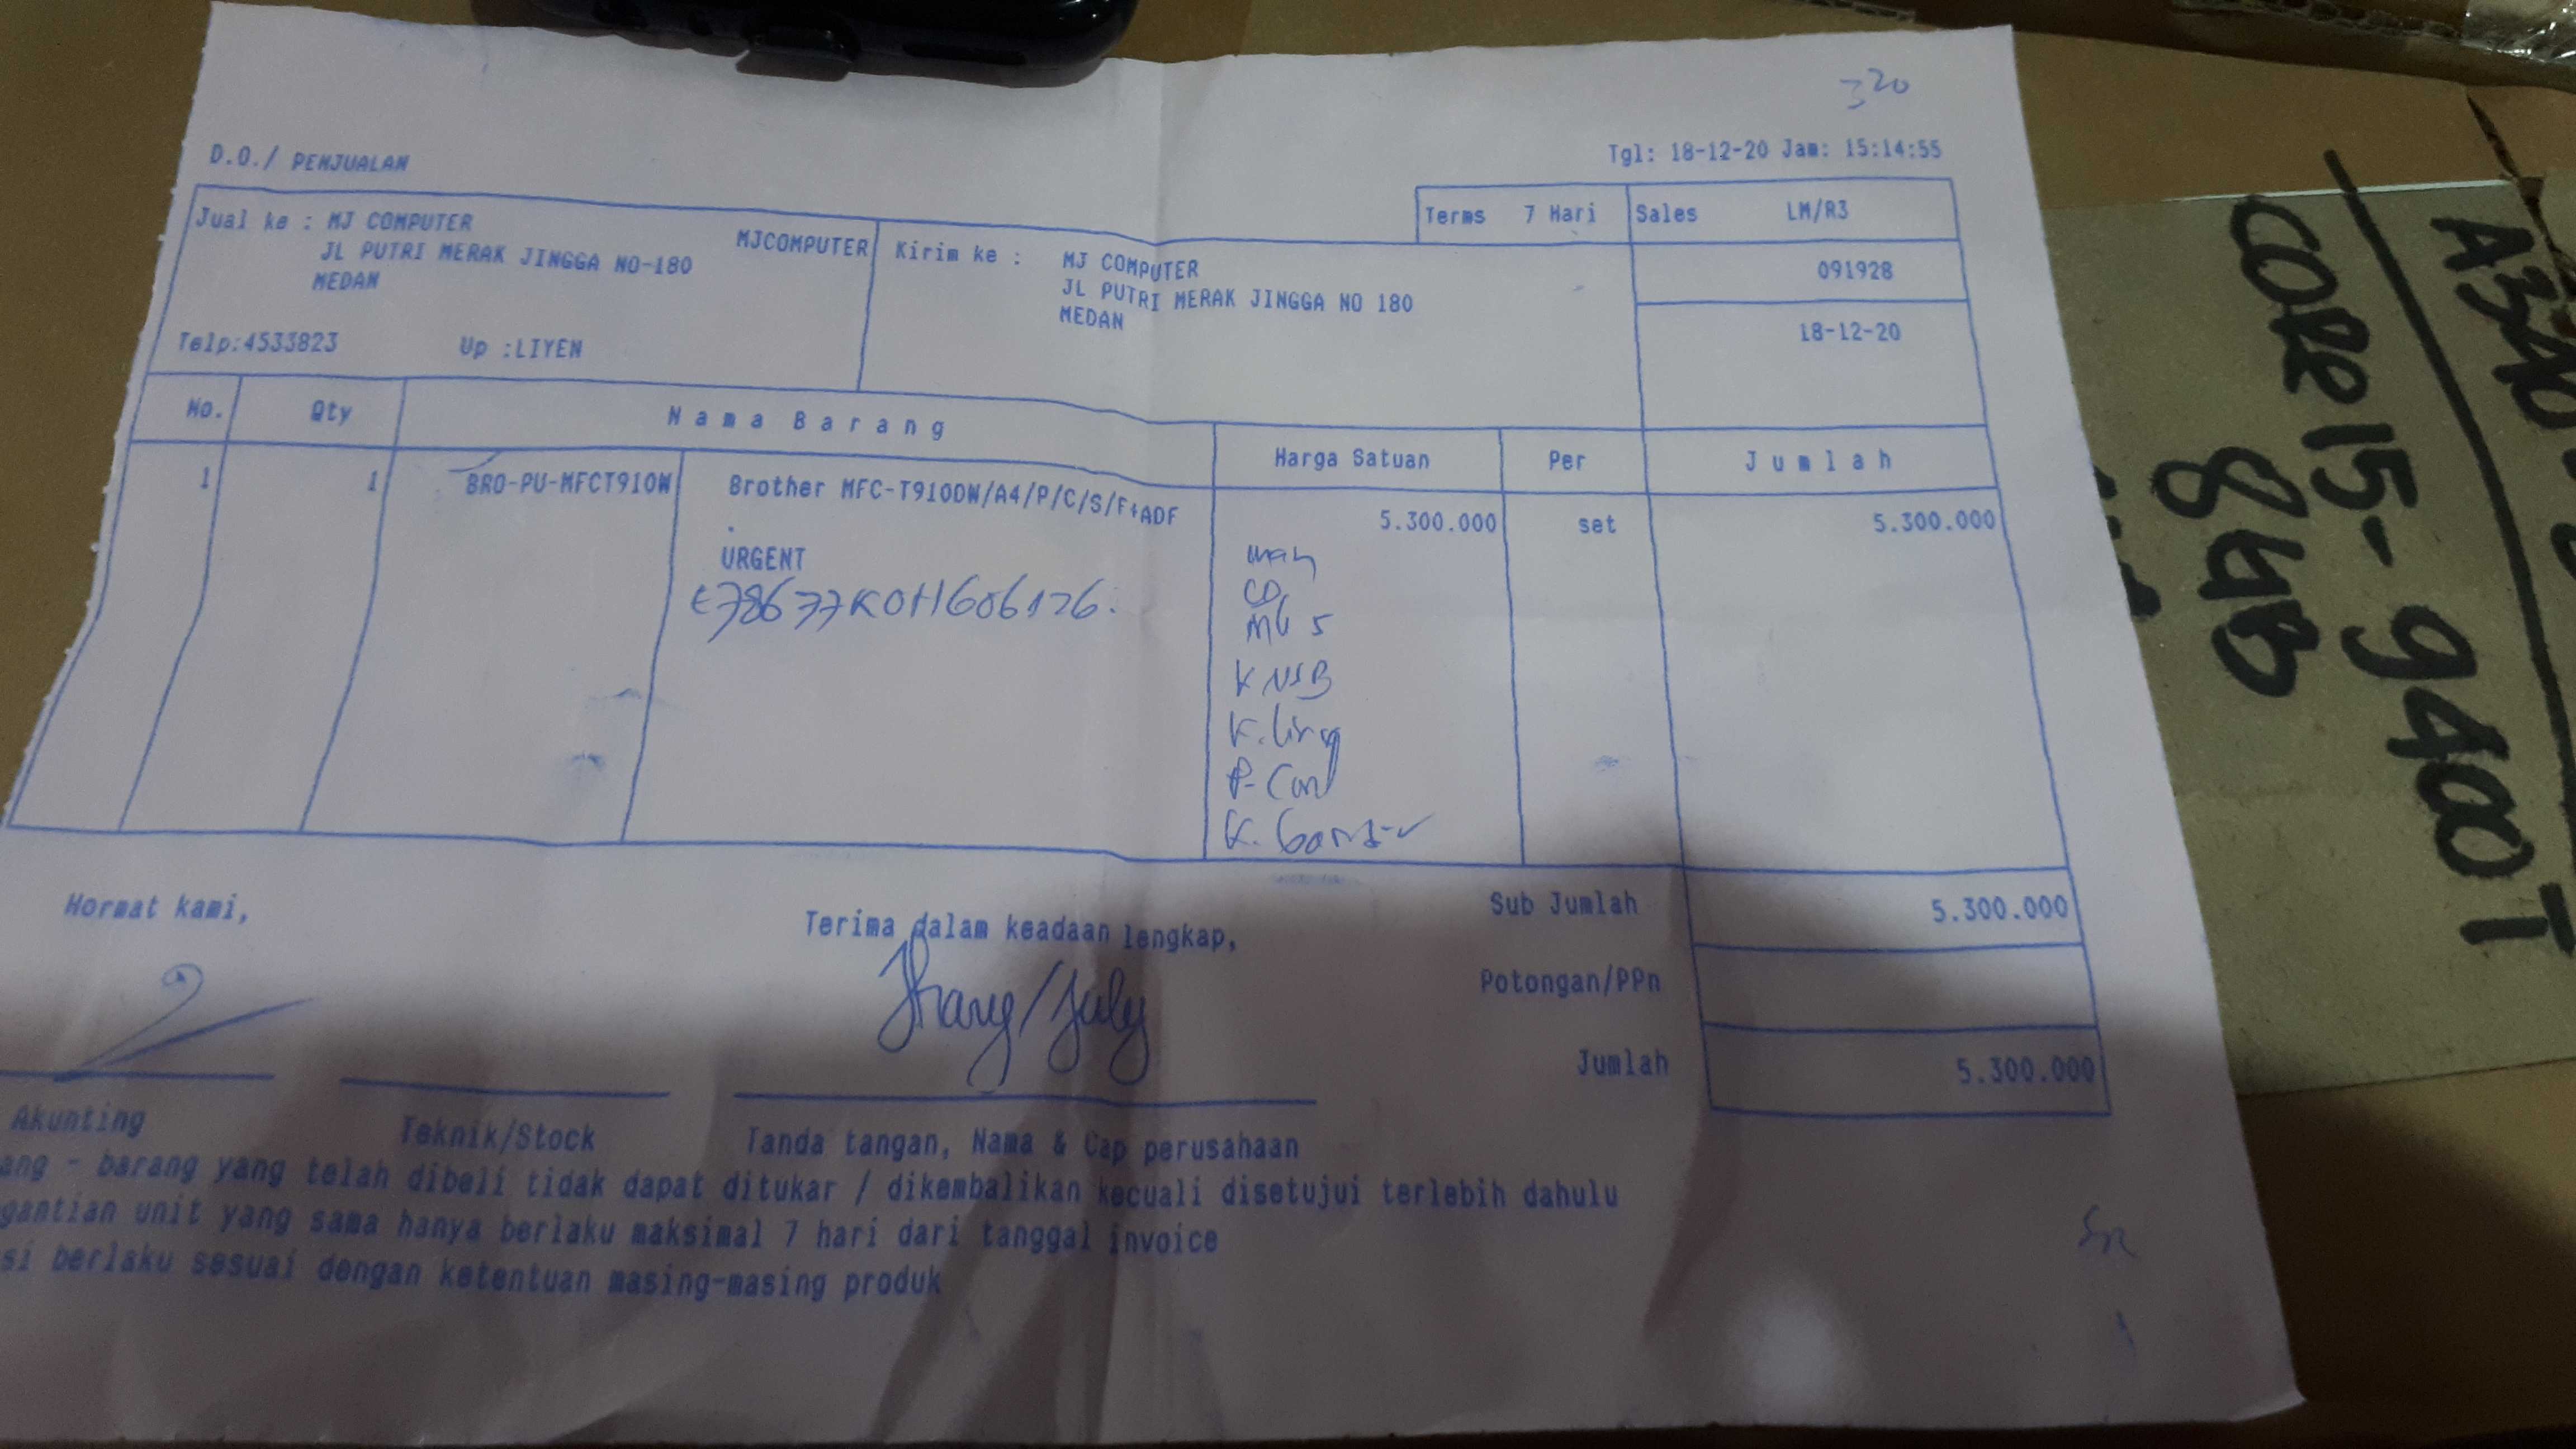 320
D.O./ PENJUALAN
Tgl: 18-12-20 Jam: 15:14:55
Terms 7 Hari Sales LM/R3
091928
18-12-20
Jual ke : MJ COMPUTER
MJCOMPUTER
JL PUTRI MERAK JINGGA NO-180
MEDAN
Telp:4533823 Up :LIYEN
Kirim ke : MJ COMPUTER
JL PUTRI MERAK JINGGA NO 180
MEDAN
No. Qty Nama Barang Harga Satuan Per Jumlah
1 1 BRO-PU-MFCT910W Brother MFC-T910DW/A4/P/C/S/F+ADF 5.300.000 set 5.300.000
.
URGENT
E78677K0H606126.
CD
K USB
Hormat kami,
Terima dalam keadaan lengkap,
Sub Jumlah 5.300.000
Potongan/PPn
Jumlah 5.300.000
Akunting Teknik/Stock Tanda tangan, Nama & Cap perusahaan
ang - barang yang telah dibeli tidak dapat ditukar / dikembalikan kecuali disetujui terlebih dahulu
gantian unit yang sama hanya berlaku maksimal 7 hari dari tanggal invoice
si berlaku sesuai dengan ketentuan masing-masing produk
CORE I5-9400T
8GB